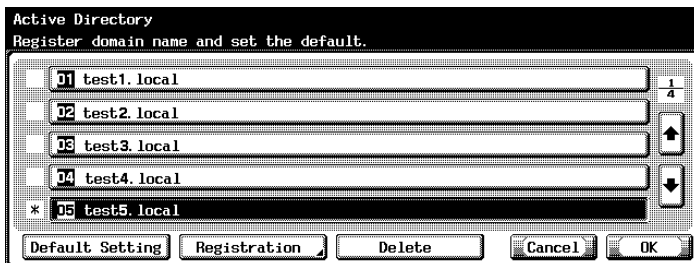 Active Directory
Register domain name and set the default.
01 test1.local
1
4
02 test2.local
03 test3.local
04 test4.local
* 05 test5.local
Default Setting Registration Delete Cancel OK